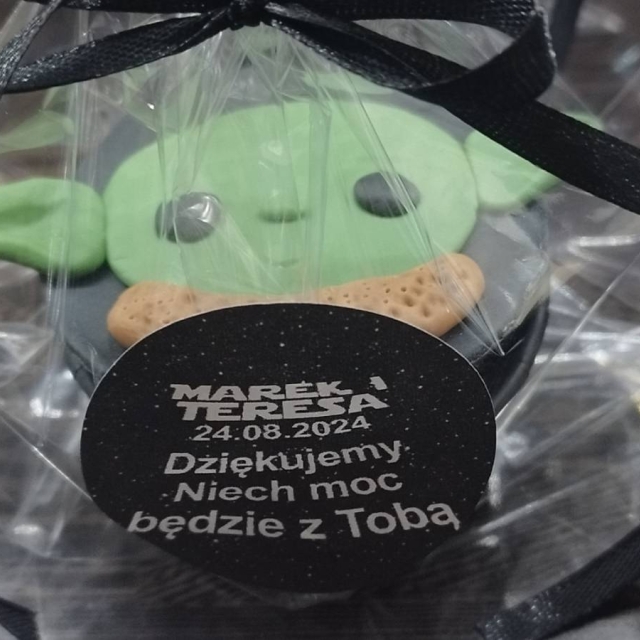 MAREK i
TERESA
24.08.2024
Dziękujemy
Niech moc
będzie z Tobą